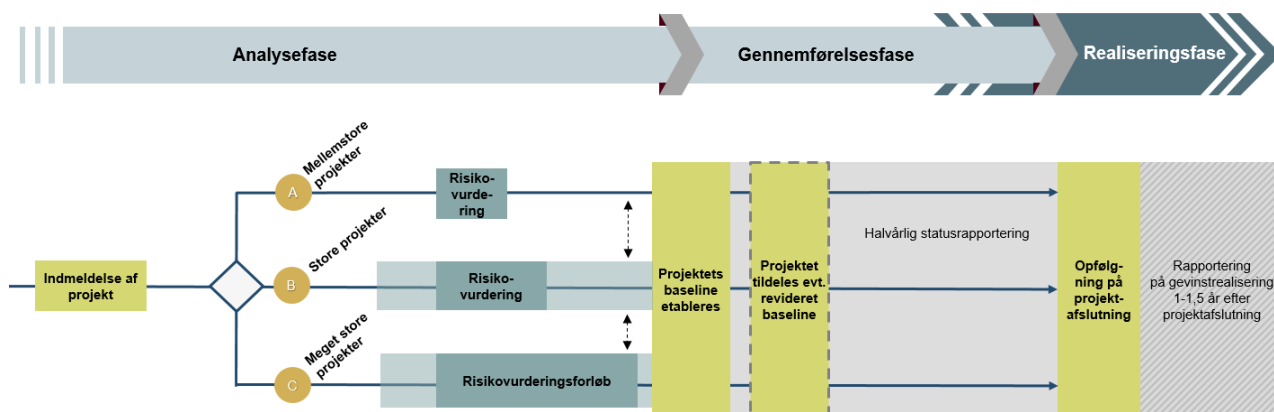 Analysefase
Gennemførelsesfase
Realiseringsfase
Mellemstore
projekter
A
Risiko-
vurde-
ring
Store projekter
B
Risiko-
vurdering
Meget store
projekter
C
Risikovurderingsforløb
Indmeldelse af
projekt
Projektets
baseline
etableres
Projektet
tildeles evt.
revideret
baseline
Halvårlig statusrapportering
Opfølg-
ning på
projekt-
afslutning
Rapportering
på gevinstrealisering
1-1,5 år efter
projektafslutning